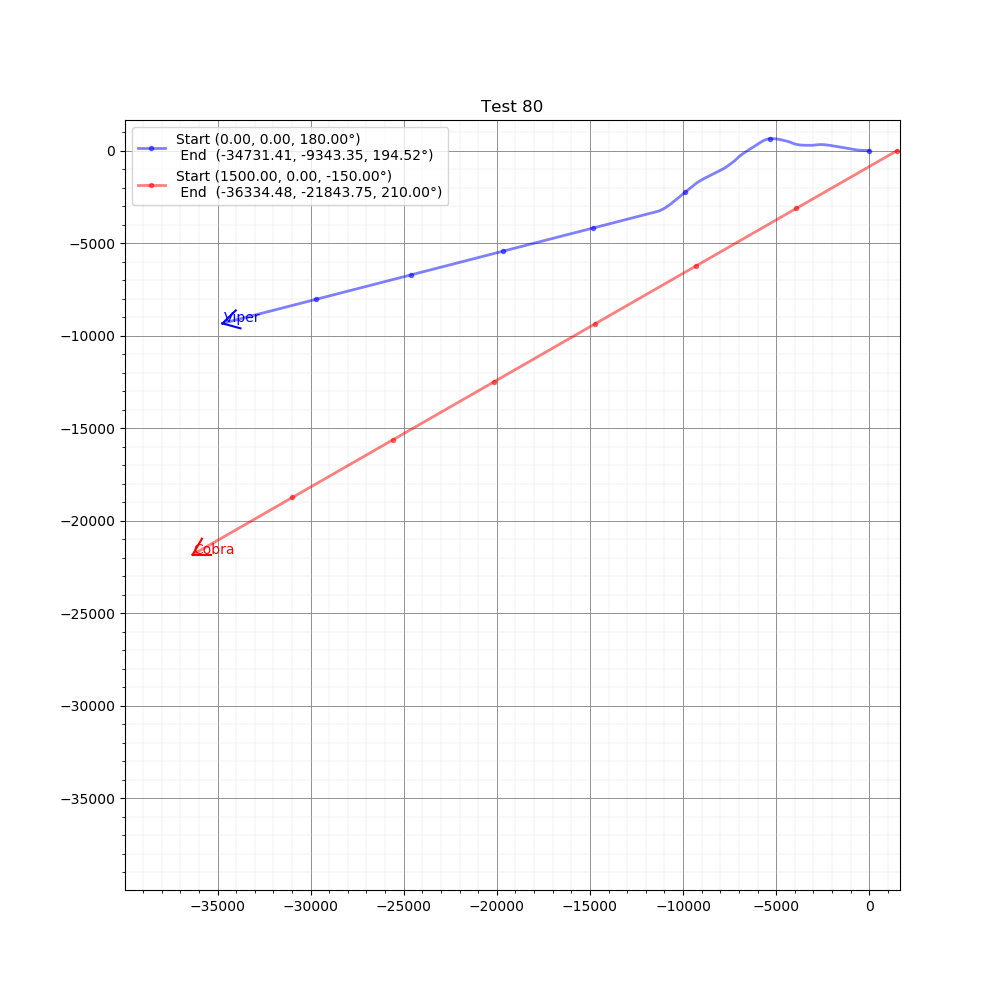 Test 80
Start (0.00, 0.00, 180.00°)
End  (-34731.41, -9343.35, 194.52°)
Start (1500.00, 0.00, -150.00°)
End  (-36334.48, -21843.75, 210.00°)
0
−5000
−10000
−15000
−20000
−25000
−30000
−35000
Viper
Cobra
−35000
−30000
−25000
−20000
−15000
−10000
−5000
0